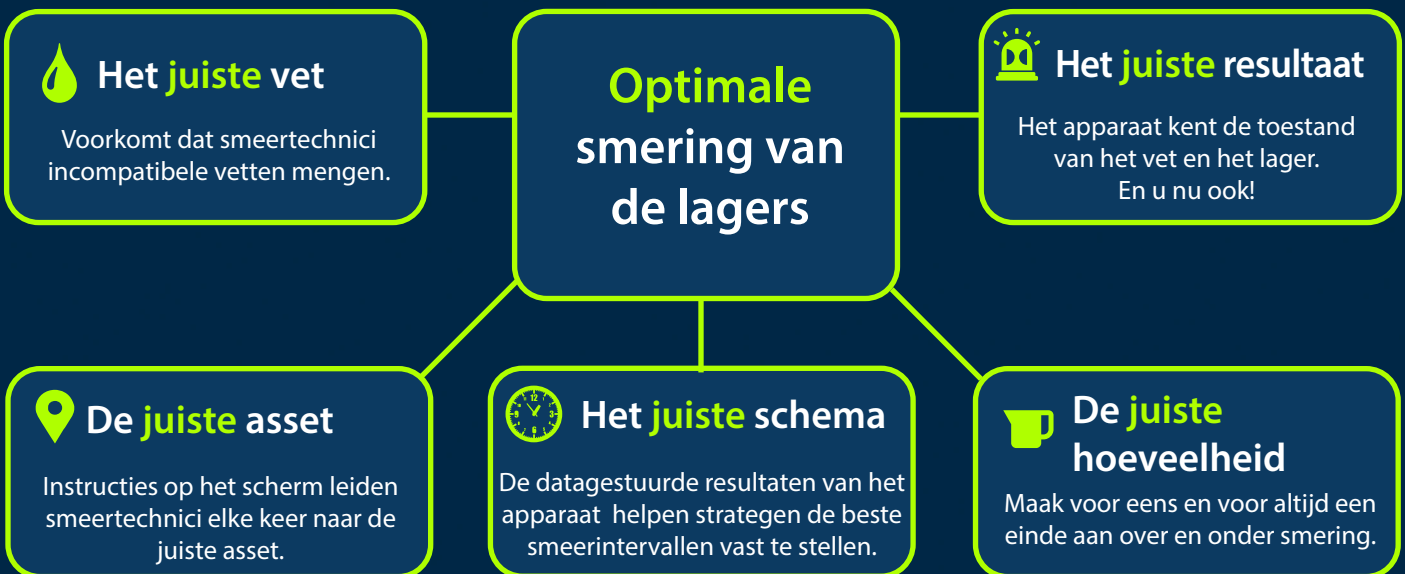 Het juiste vet
Voorkomt dat smeertechnici
incompatibele vetten mengen.
Optimale
smering van
de lagers
Het juiste resultaat
Het apparaat kent de toestand
van het vet en het lager.
En u nu ook!
De juiste asset
Instructies op het scherm leiden
smeertechnici elke keer naar de
juiste asset.
12
3
6
9
Het juiste schema
De datagestuurde resultaten van het
apparaat helpen strategen de beste
smeerintervallen vast te stellen.
De juiste
hoeveelheid
Maak voor eens en voor altijd een
einde aan over en onder smering.